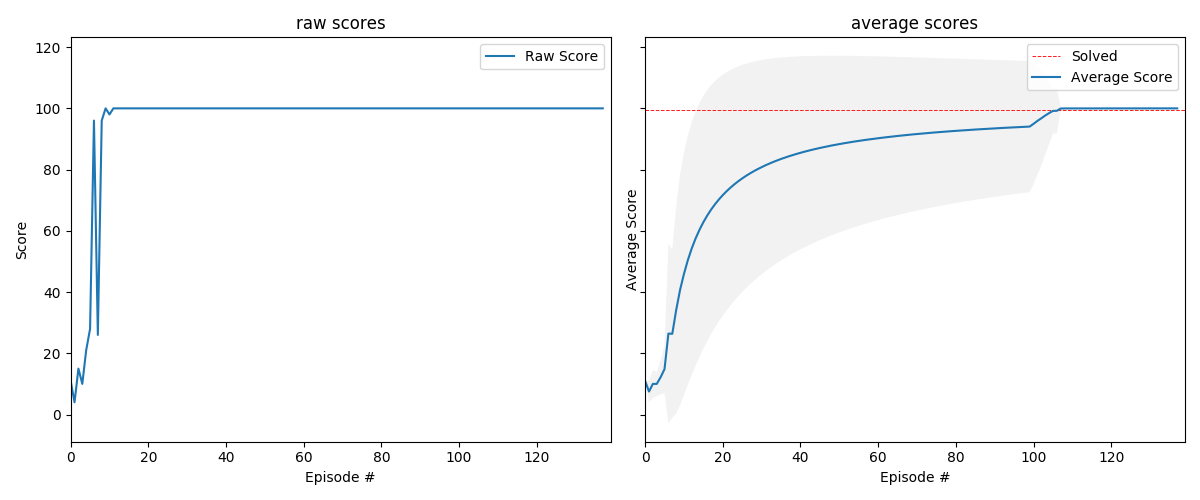 raw scores
Raw Score
Score
120
100
80
60
40
20
0
0 20 40 60 80 100 120
Episode #
average scores
Solved
Average Score
Average Score
0 20 40 60 80 100 120
Episode #